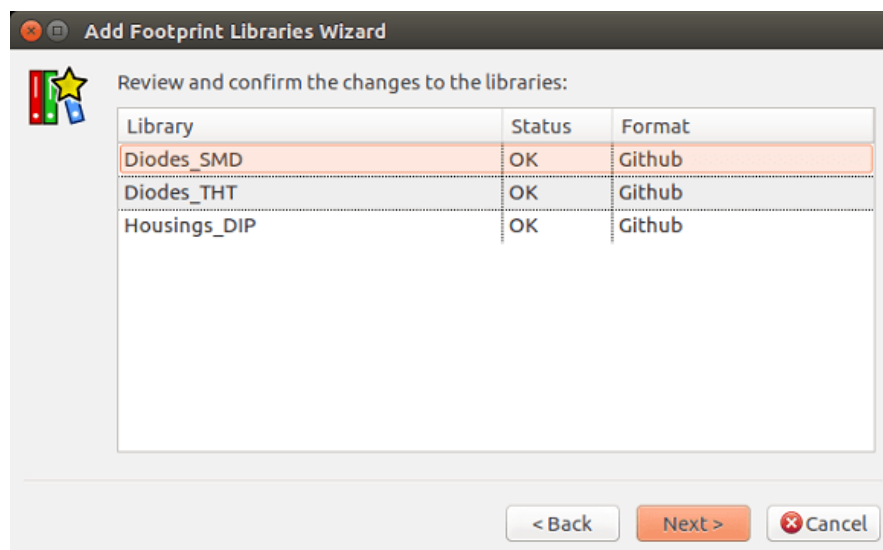 Add Footprint Libraries Wizard
Review and confirm the changes to the libraries:
Library Status Format
Diodes_SMD OK Github
Diodes_THT OK Github
Housings_DIP OK Github
< Back Next > Cancel